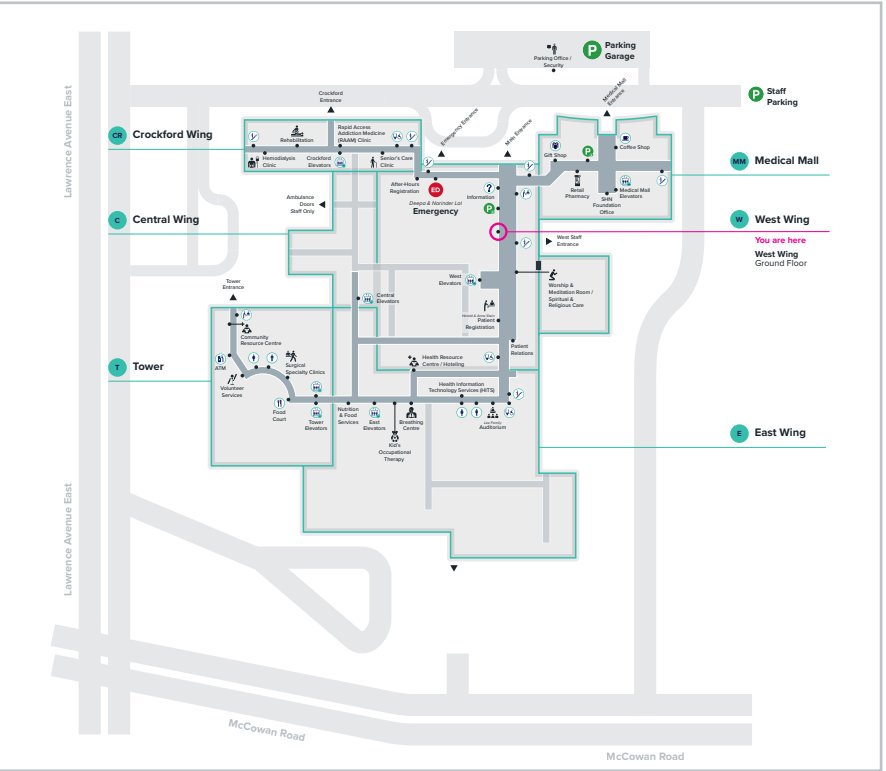 Parking
Garage
P
Parking Office /
Security
P
Staff
Parking
Lawrence Avenue East
Crockford
Entrance
Emergency Entrance
Main Entrance
Medical Mall
Entrance
CR
Crockford Wing
Rehabilitation
Rapid Access
Addiction Medicine
(RAAM) Clinic
Hemodialysis
Clinic
Crockford
Elevators
Senior's Care
Clinic
Gift Shop
P
Coffee Shop
MM
Medical Mall
Retail
Pharmacy
SHN
Foundation
Office
Medical Mall
Elevators
After-Hours
Registration
ED
Deepa & Narinder Lal
Emergency
?
Information
P
Ambulance
Doors
Staff Only
C
Central Wing
W
West Wing
You are here
West Wing
Ground Floor
West Staff
Entrance
West
Elevators
Worship &
Meditation Room /
Spiritual &
Religious Care
Tower
Entrance
Central
Elevators
Patient
Registration
Community
Resource Centre
Patient
Relations
T
Tower
ATM
Surgical
Specialty Clinics
Volunteer
Services
Health Resource
Centre / Hoteling
Health Information
Technology Services (HITS)
Food
Court
Tower
Elevators
Nutrition
& Food
Services
East
Elevators
Breathing
Centre
Auditorium
Kid's
Occupational
Therapy
E
East Wing
Lawrence Avenue East
McCowan Road
McCowan Road